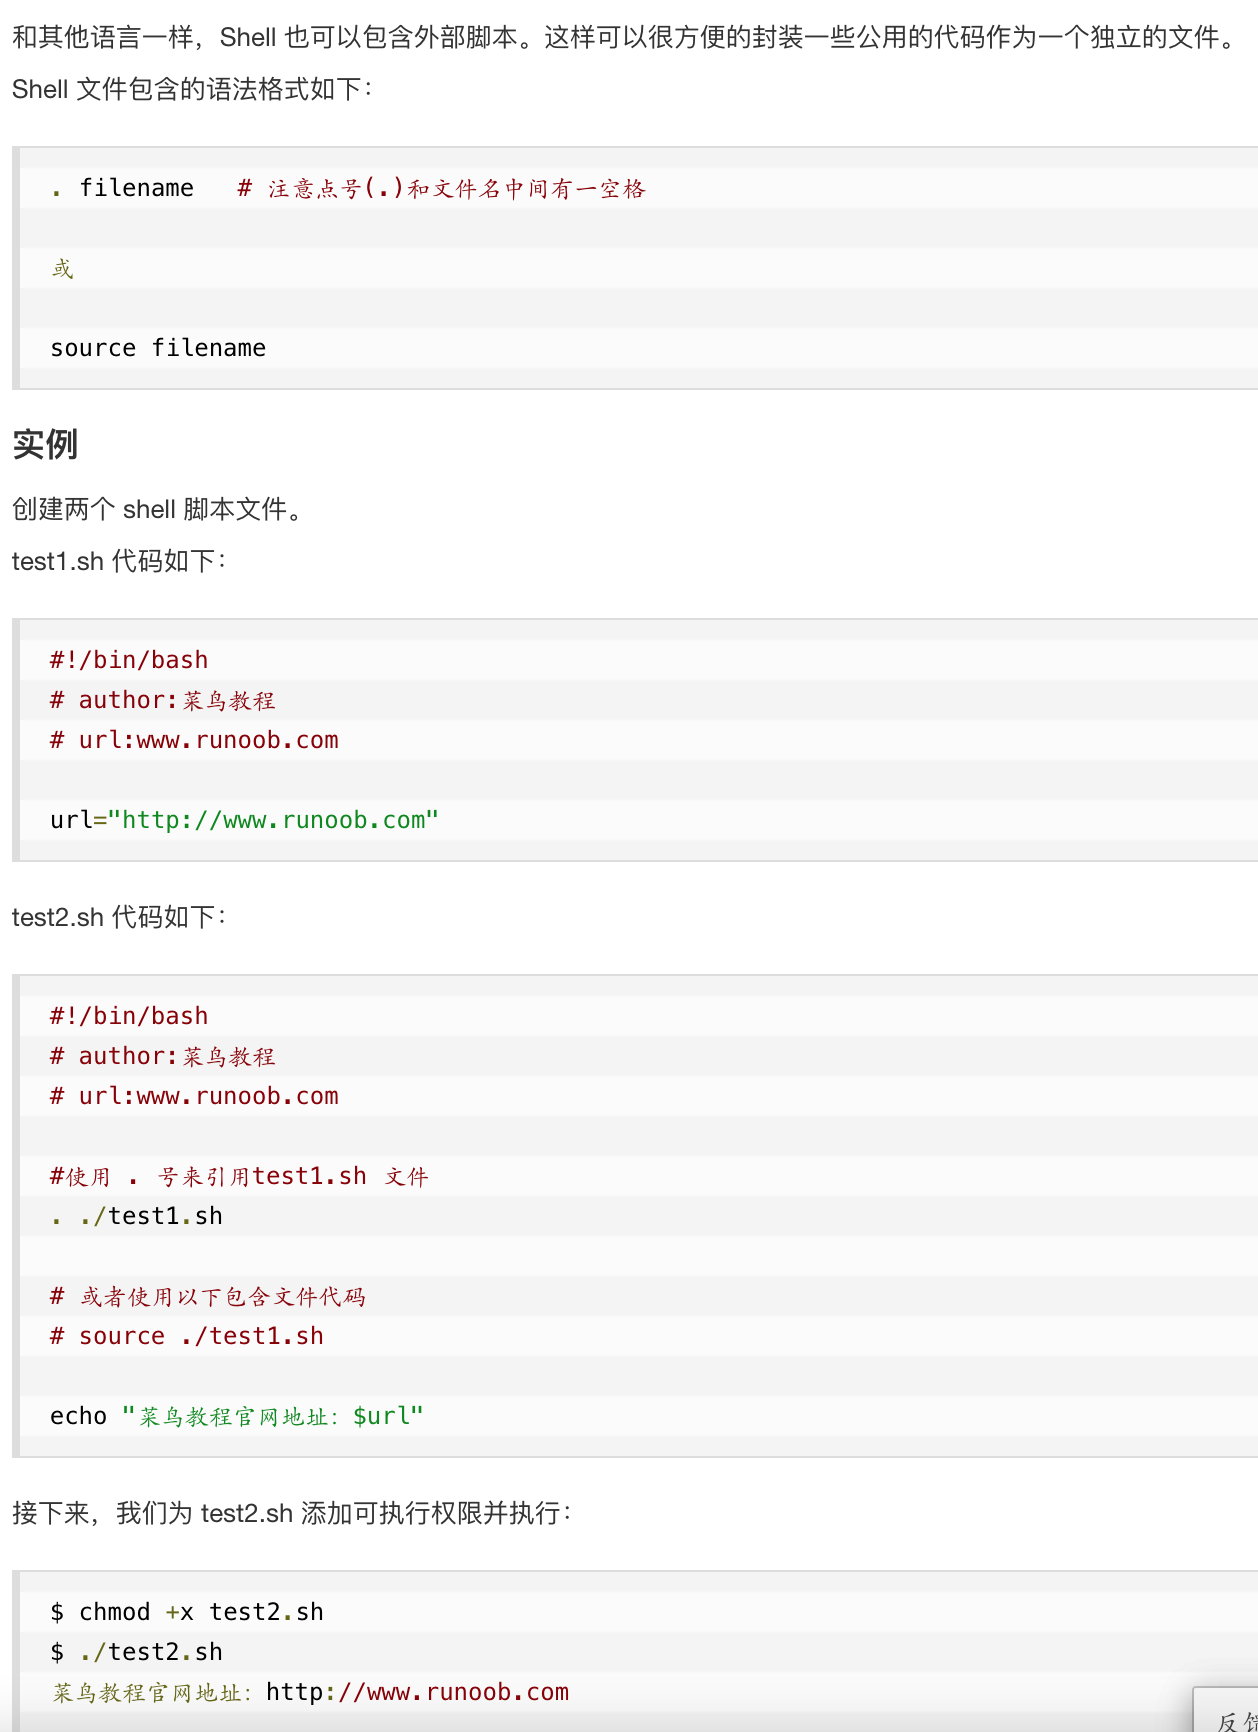 和其他语言一样，Shell 也可以包含外部脚本。这样可以很方便的封装一些公用的代码作为一个独立的文件。
Shell 文件包含的语法格式如下：
. filename   # 注意点号(.)和文件名中间有一空格
或
source filename
实例
创建两个 shell 脚本文件。
test1.sh 代码如下：
#!/bin/bash
# author:菜鸟教程
# url:www.runoob.com
url="http://www.runoob.com"
test2.sh 代码如下：
#!/bin/bash
# author:菜鸟教程
# url:www.runoob.com
#使用 . 号来引用test1.sh 文件
. ./test1.sh
# 或者使用以下包含文件代码
# source ./test1.sh
echo "菜鸟教程官网地址：$url"
接下来，我们为 test2.sh 添加可执行权限并执行：
$ chmod +x test2.sh
$ ./test2.sh
菜鸟教程官网地址：http://www.runoob.com
反馈